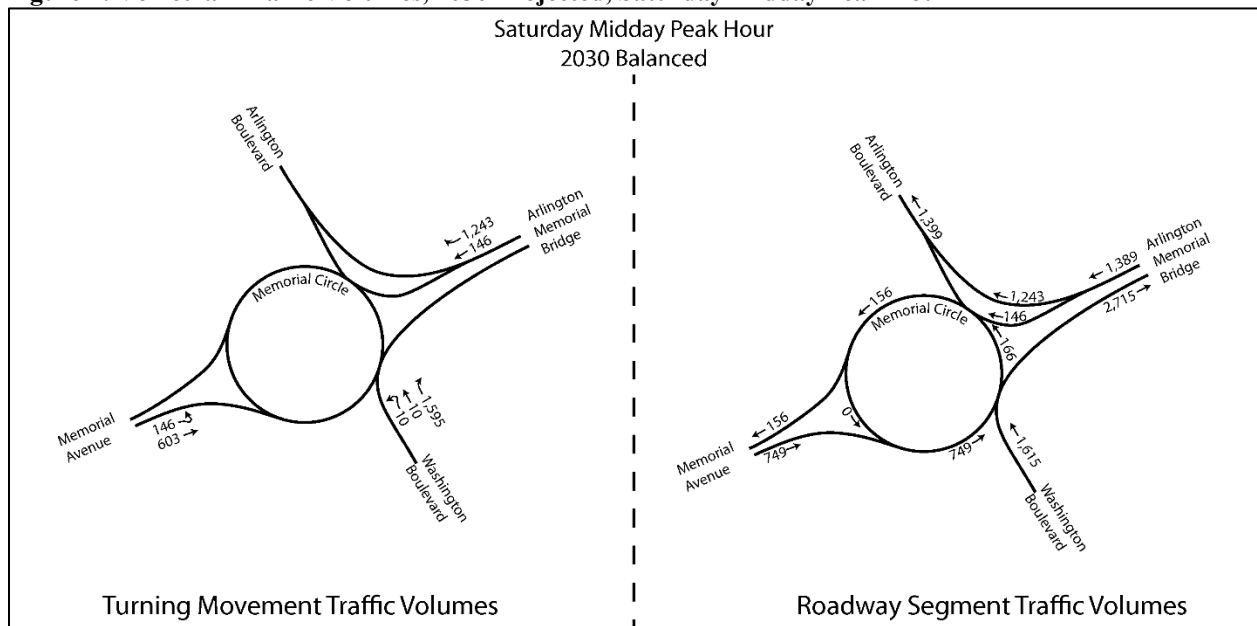 Saturday Midday Peak Hour
2030 Balanced
Arlington
Boulevard
1,243
146
Arlington
Memorial
Bridge
Memorial Circle
Memorial
Avenue
146
603
10
10
1,595
Washington
Boulevard
Turning Movement Traffic Volumes
Arlington
Boulevard
1,399
1,389
Arlington
Memorial
Bridge
1,243
2,715
146
156
Memorial Circle
166
0
156
749
749
Memorial
Avenue
1,615
Washington
Boulevard
Roadway Segment Traffic Volumes